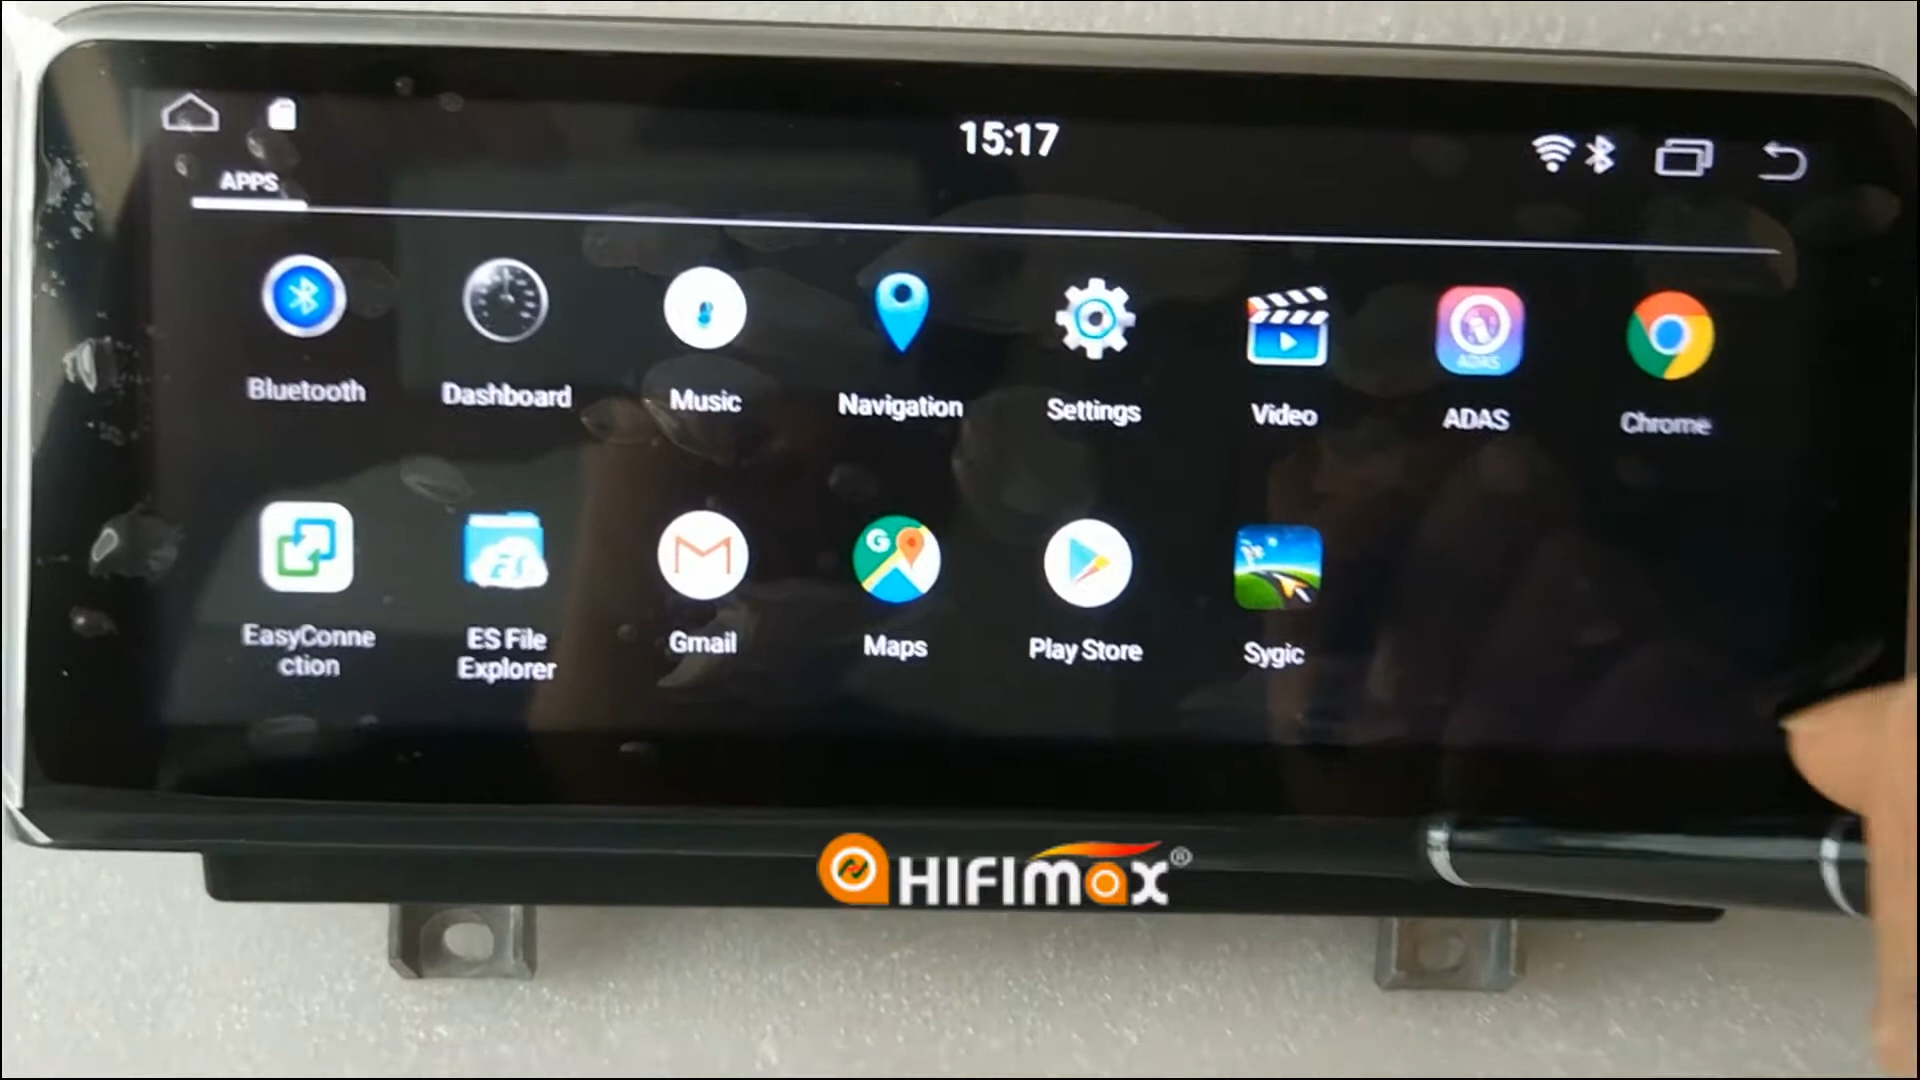 15:17
APPS
Bluetooth
Dashboard
Music
Navigation
Settings
Video
ADAS
ADAS
Chrome
EasyConne
ction
ES File
Explorer
Gmail
Maps
Play Store
Sygic
HIFIMAX®